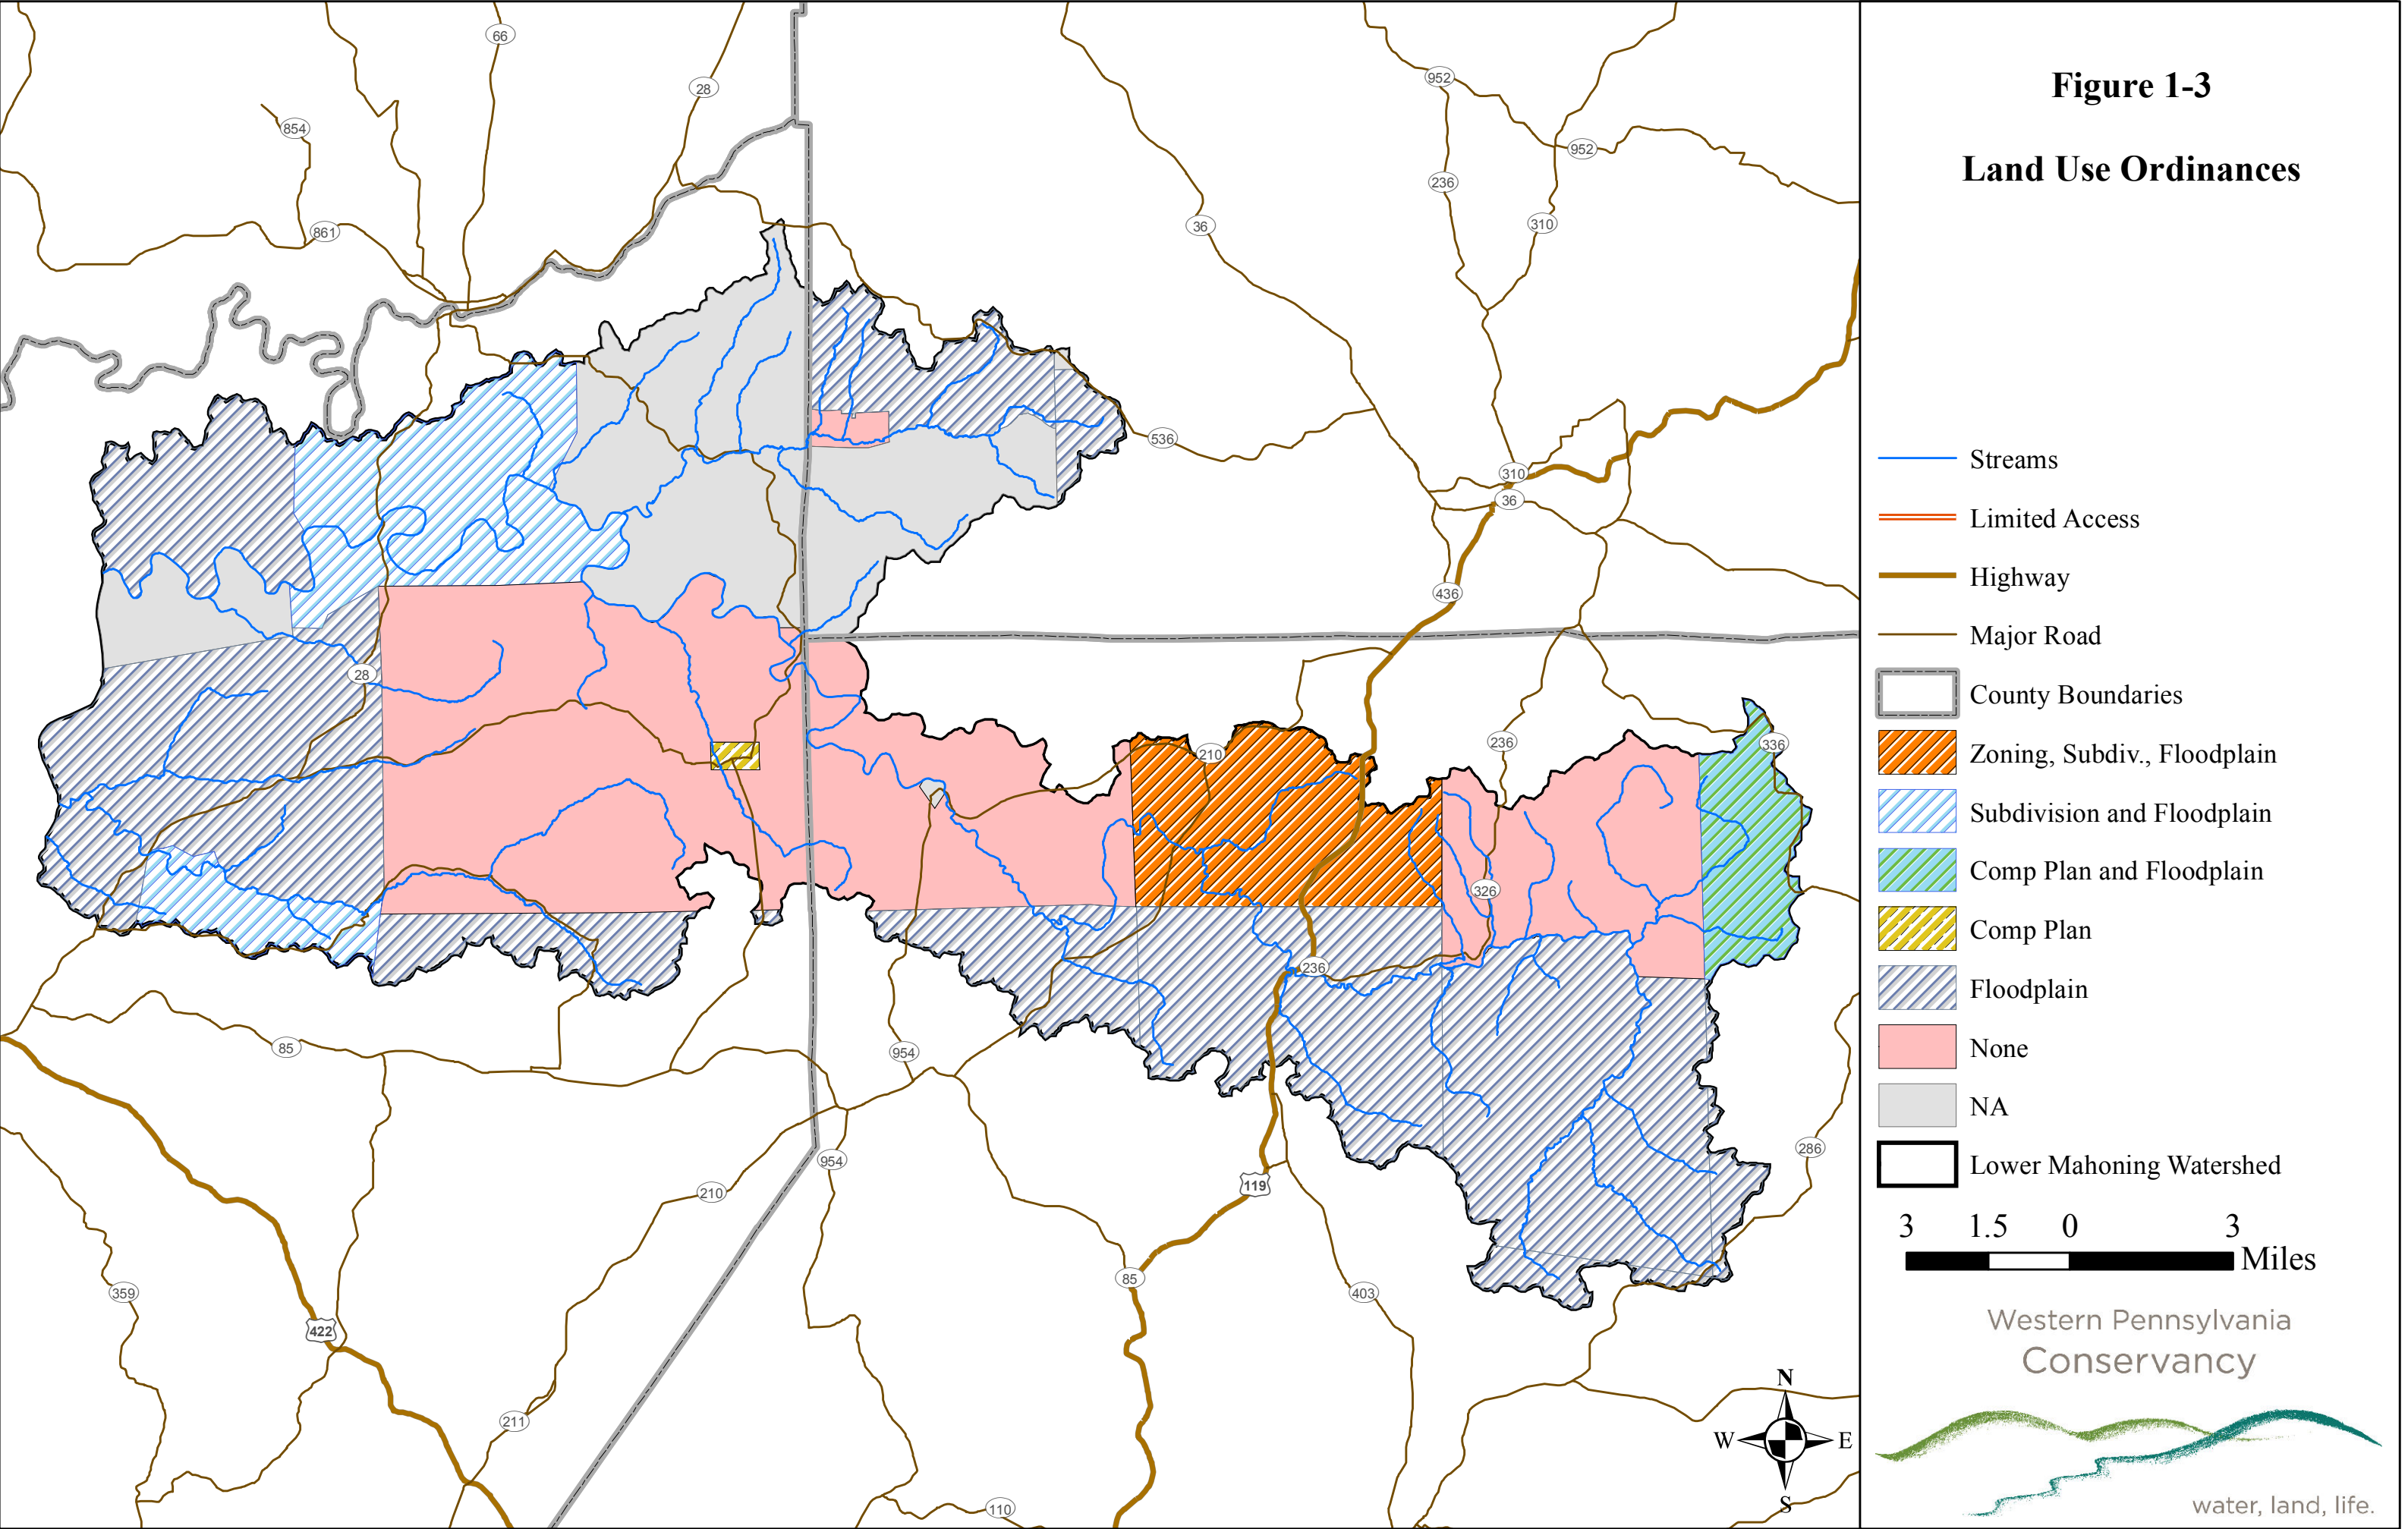 Figure 1-3
Land Use Ordinances
Streams
Limited Access
Highway
Major Road
County Boundaries
Zoning, Subdiv., Floodplain
Subdivision and Floodplain
Comp Plan and Floodplain
Comp Plan
Floodplain
None
NA
Lower Mahoning Watershed
3 1.5 0 3
Miles
Western Pennsylvania
Conservancy
water, land, life.
N
W E
S
66
28
952
854
952
236
310
36
861
536
310
36
436
28
210
236
336
326
236
85
954
954
286
119
210
85
359
403
422
211
110